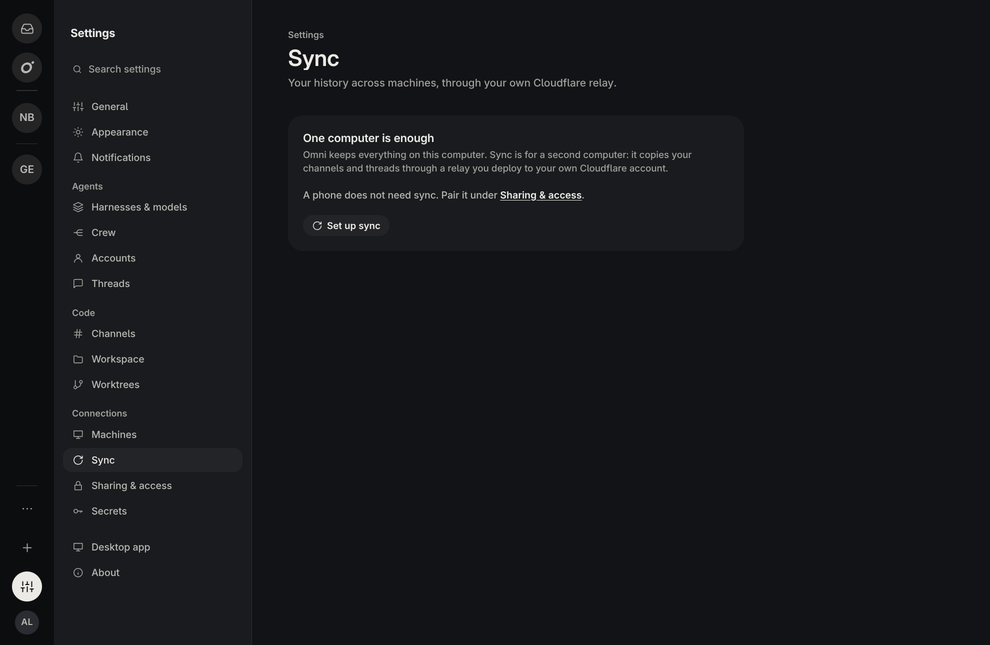 NB
GE
AL
Settings
Search settings
General
Appearance
Notifications
Agents
Harnesses & models
Crew
Accounts
Threads
Code
Channels
Workspace
Worktrees
Connections
Machines
Sync
Sharing & access
Secrets
Desktop app
About
Settings
Sync
Your history across machines, through your own Cloudflare relay.
One computer is enough
Omni keeps everything on this computer. Sync is for a second computer: it copies your
channels and threads through a relay you deploy to your own Cloudflare account.
A phone does not need sync. Pair it under Sharing & access.
Set up sync